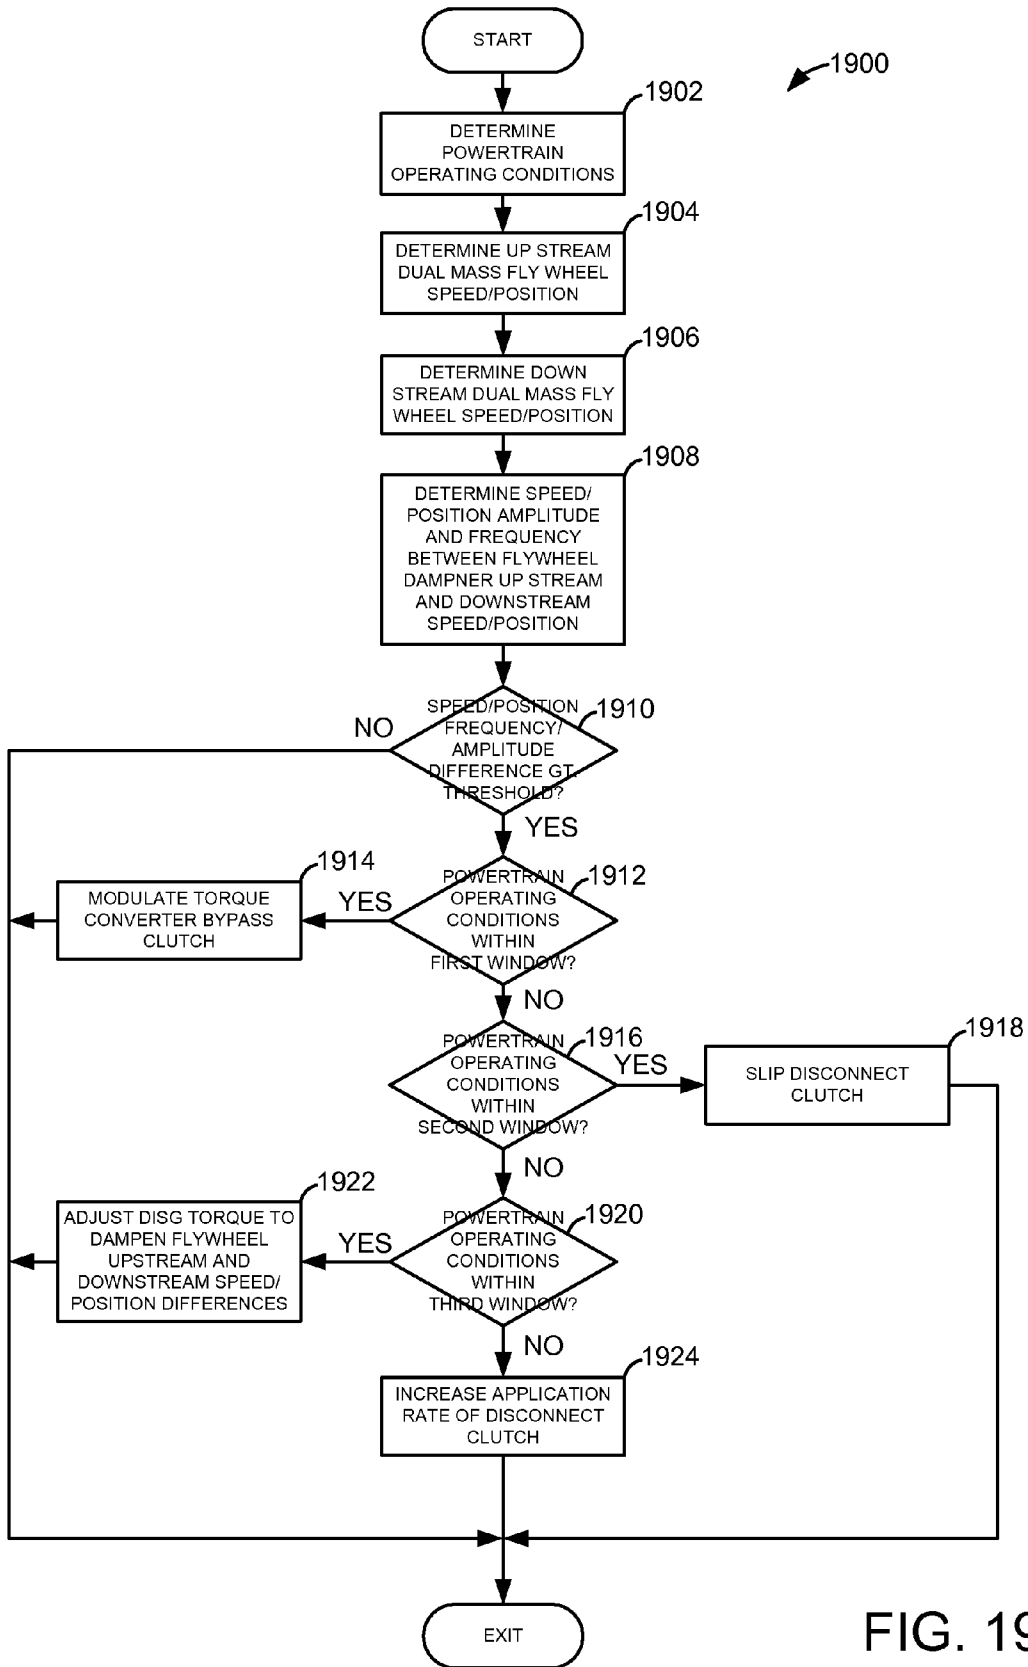 START
1900
1902
DETERMINE
POWERTRAIN
OPERATING CONDITIONS
1904
DETERMINE UP STREAM
DUAL MASS FLY WHEEL
SPEED/POSITION
1906
DETERMINE DOWN
STREAM DUAL MASS FLY
WHEEL SPEED/POSITION
1908
DETERMINE SPEED/
POSITION AMPLITUDE
AND FREQUENCY
BETWEEN FLYWHEEL
DAMPNER UP STREAM
AND DOWNSTREAM
SPEED/POSITION
1910
SPEED/POSITION
FREQUENCY/
AMPLITUDE
DIFFERENCE GT.
THRESHOLD?
NO
YES
1912
POWERTRAIN
OPERATING
CONDITIONS
WITHIN
FIRST WINDOW?
YES
1914
MODULATE TORQUE
CONVERTER BYPASS
CLUTCH
NO
1916
POWERTRAIN
OPERATING
CONDITIONS
WITHIN
SECOND WINDOW?
YES
1918
SLIP DISCONNECT
CLUTCH
NO
1920
POWERTRAIN
OPERATING
CONDITIONS
WITHIN
THIRD WINDOW?
YES
1922
ADJUST DISG TORQUE TO
DAMPEN FLYWHEEL
UPSTREAM AND
DOWNSTREAM SPEED/
POSITION DIFFERENCES
NO
1924
INCREASE APPLICATION
RATE OF DISCONNECT
CLUTCH
EXIT
FIG. 19